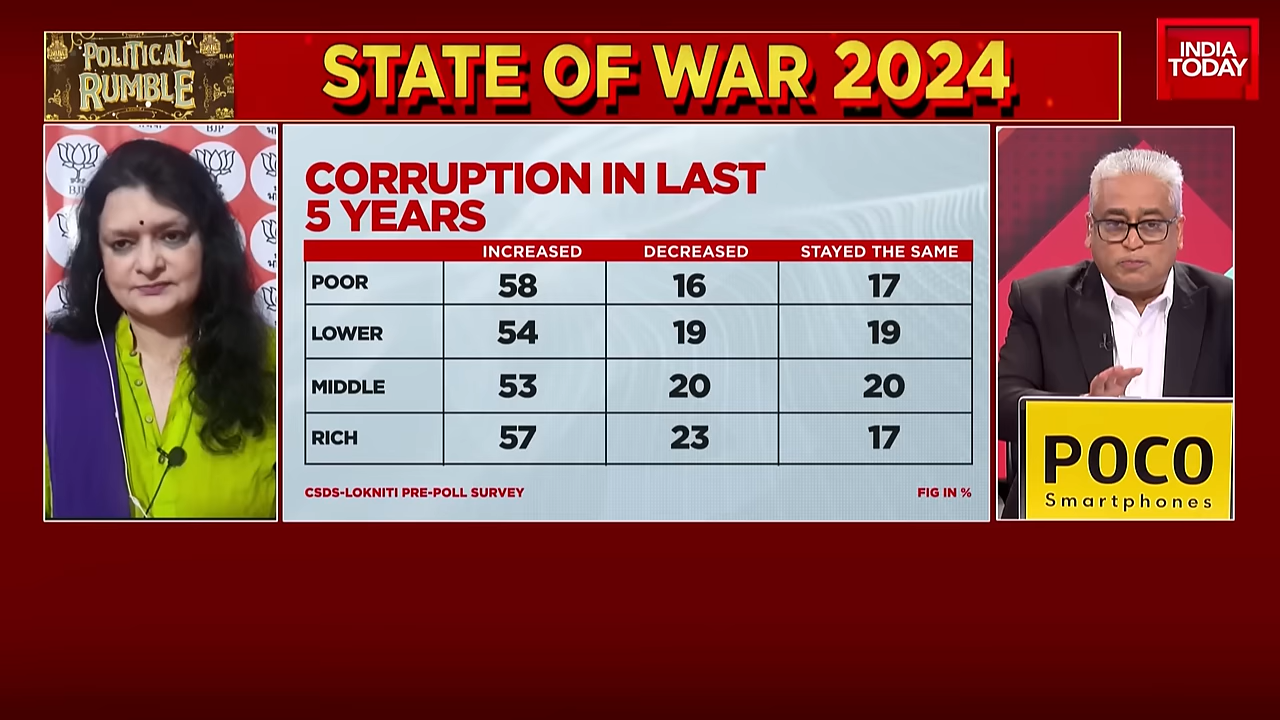 POLITICAL
RUMBLE
STATE OF WAR 2024
INDIA
TODAY
BJP
BJP
CORRUPTION IN LAST
5 YEARS
INCREASED DECREASED STAYED THE SAME
POOR 58 16 17
LOWER 54 19 19
MIDDLE 53 20 20
RICH 57 23 17
CSDS-LOKNITI PRE-POLL SURVEY FIG IN %
POCO
Smartphones